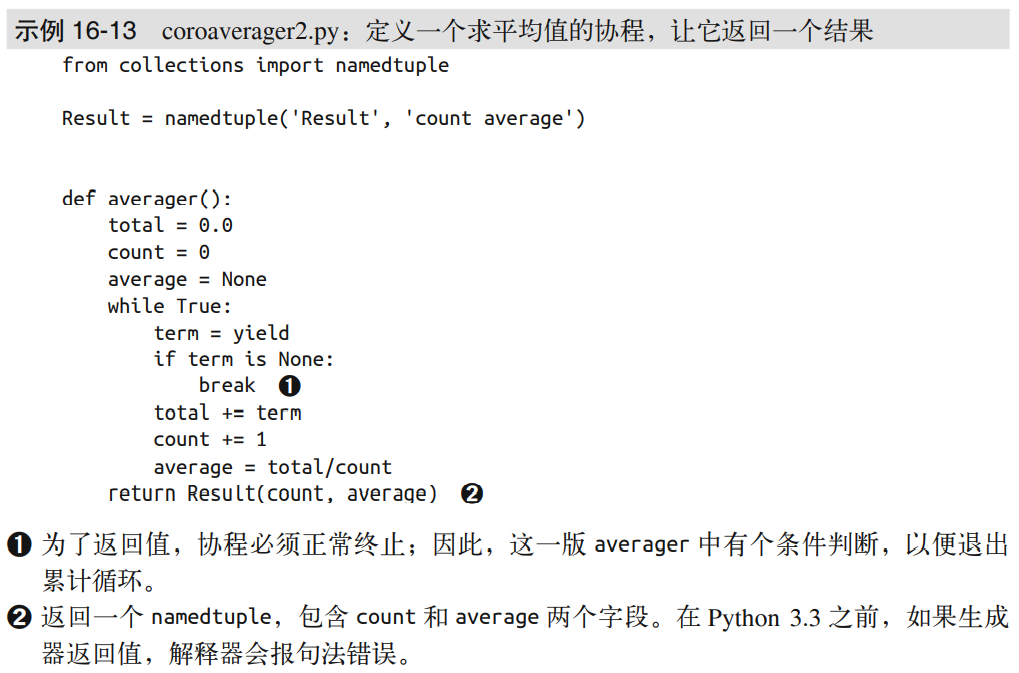 示例 16-13 coroaverager2.py：定义一个求平均值的协程，让它返回一个结果
from collections import namedtuple
Result = namedtuple('Result', 'count average')
def averager():
    total = 0.0
    count = 0
    average = None
    while True:
        term = yield
        if term is None:
            break ❶
        total += term
        count += 1
        average = total/count
    return Result(count, average) ❷
❶ 为了返回值，协程必须正常终止；因此，这一版 averager 中有个条件判断，以便退出
累计循环。
❷ 返回一个 namedtuple，包含 count 和 average 两个字段。在 Python 3.3 之前，如果生成
器返回值，解释器会报句法错误。